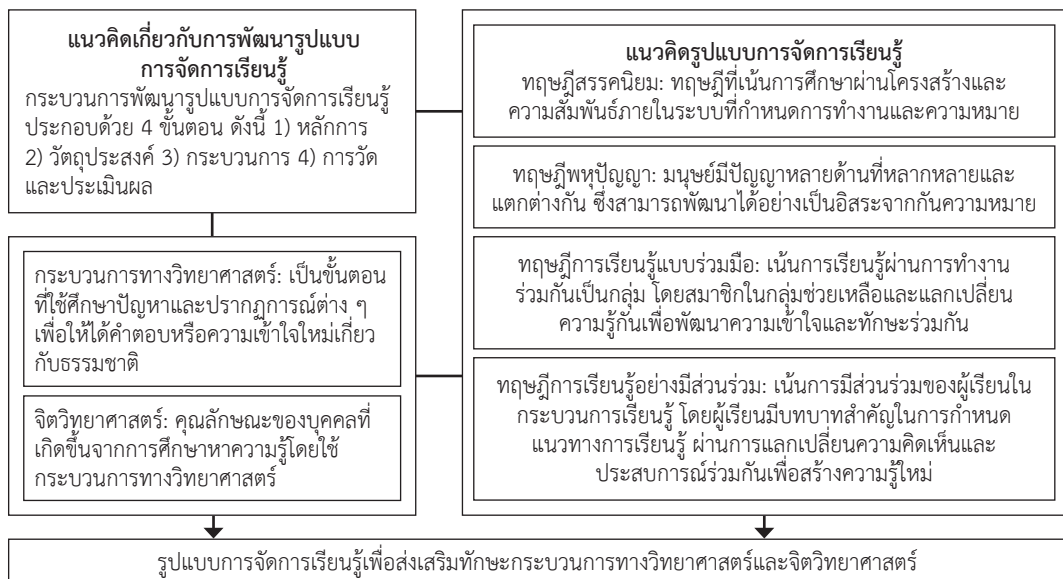 แนวคิดเกี่ยวกับการพัฒนารูปแบบ
การจัดการเรียนรู้
กระบวนการพัฒนารูปแบบการจัดการเรียนรู้
ประกอบด้วย 4 ขั้นตอน ดังนี้ 1) หลักการ
2) วัตถุประสงค์ 3) กระบวนการ 4) การวัด
และประเมินผล
กระบวนการทางวิทยาศาสตร์: เป็นขั้นตอน
ที่ใช้ศึกษาปัญหาและปรากฏการณ์ต่าง ๆ
เพื่อให้ได้คำตอบหรือความเข้าใจใหม่เกี่ยว
กับธรรมชาติ
จิตวิทยาศาสตร์: คุณลักษณะของบุคคลที่
เกิดขึ้นจากการศึกษาหาความรู้โดยใช้
กระบวนการทางวิทยาศาสตร์
แนวคิดรูปแบบการจัดการเรียนรู้
ทฤษฎีสรรคนิยม: ทฤษฎีที่เน้นการศึกษาผ่านโครงสร้างและ
ความสัมพันธ์ภายในระบบที่กำหนดการทำงานและความหมาย
ทฤษฎีพหุปัญญา: มนุษย์มีปัญญาหลายด้านที่หลากหลายและ
แตกต่างกัน ซึ่งสามารถพัฒนาได้อย่างเป็นอิสระจากกันความหมาย
ทฤษฎีการเรียนรู้แบบร่วมมือ: เน้นการเรียนรู้ผ่านการทำงาน
ร่วมกันเป็นกลุ่ม โดยสมาชิกในกลุ่มช่วยเหลือและแลกเปลี่ยน
ความรู้กันเพื่อพัฒนาความเข้าใจและทักษะร่วมกัน
ทฤษฎีการเรียนรู้อย่างมีส่วนร่วม: เน้นการมีส่วนร่วมของผู้เรียนใน
กระบวนการเรียนรู้ โดยผู้เรียนมีบทบาทสำคัญในการกำหนด
แนวทางการเรียนรู้ ผ่านการแลกเปลี่ยนความคิดเห็นและ
ประสบการณ์ร่วมกันเพื่อสร้างความรู้ใหม่
รูปแบบการจัดการเรียนรู้เพื่อส่งเสริมทักษะกระบวนการทางวิทยาศาสตร์และจิตวิทยาศาสตร์